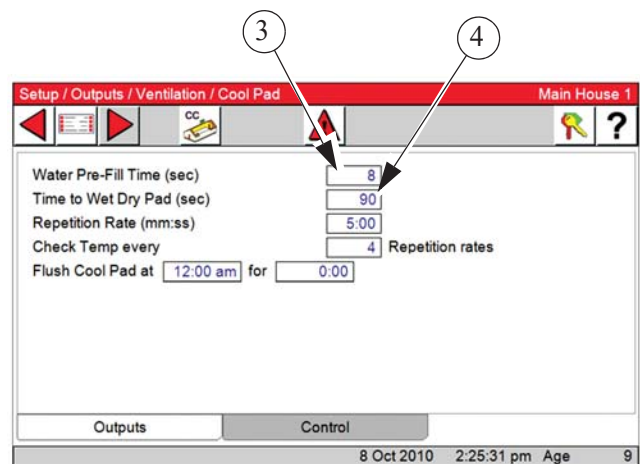 3 4
Setup / Outputs / Ventilation / Cool Pad Main House 1
CC ?
Water Pre-Fill Time (sec) 8
Time to Wet Dry Pad (sec) 90
Repetition Rate (mm:ss) 5:00
Check Temp every 4 Repetition rates
Flush Cool Pad at 12:00 am for 0:00
Outputs Control
8 Oct 2010 2:25:31 pm Age 9